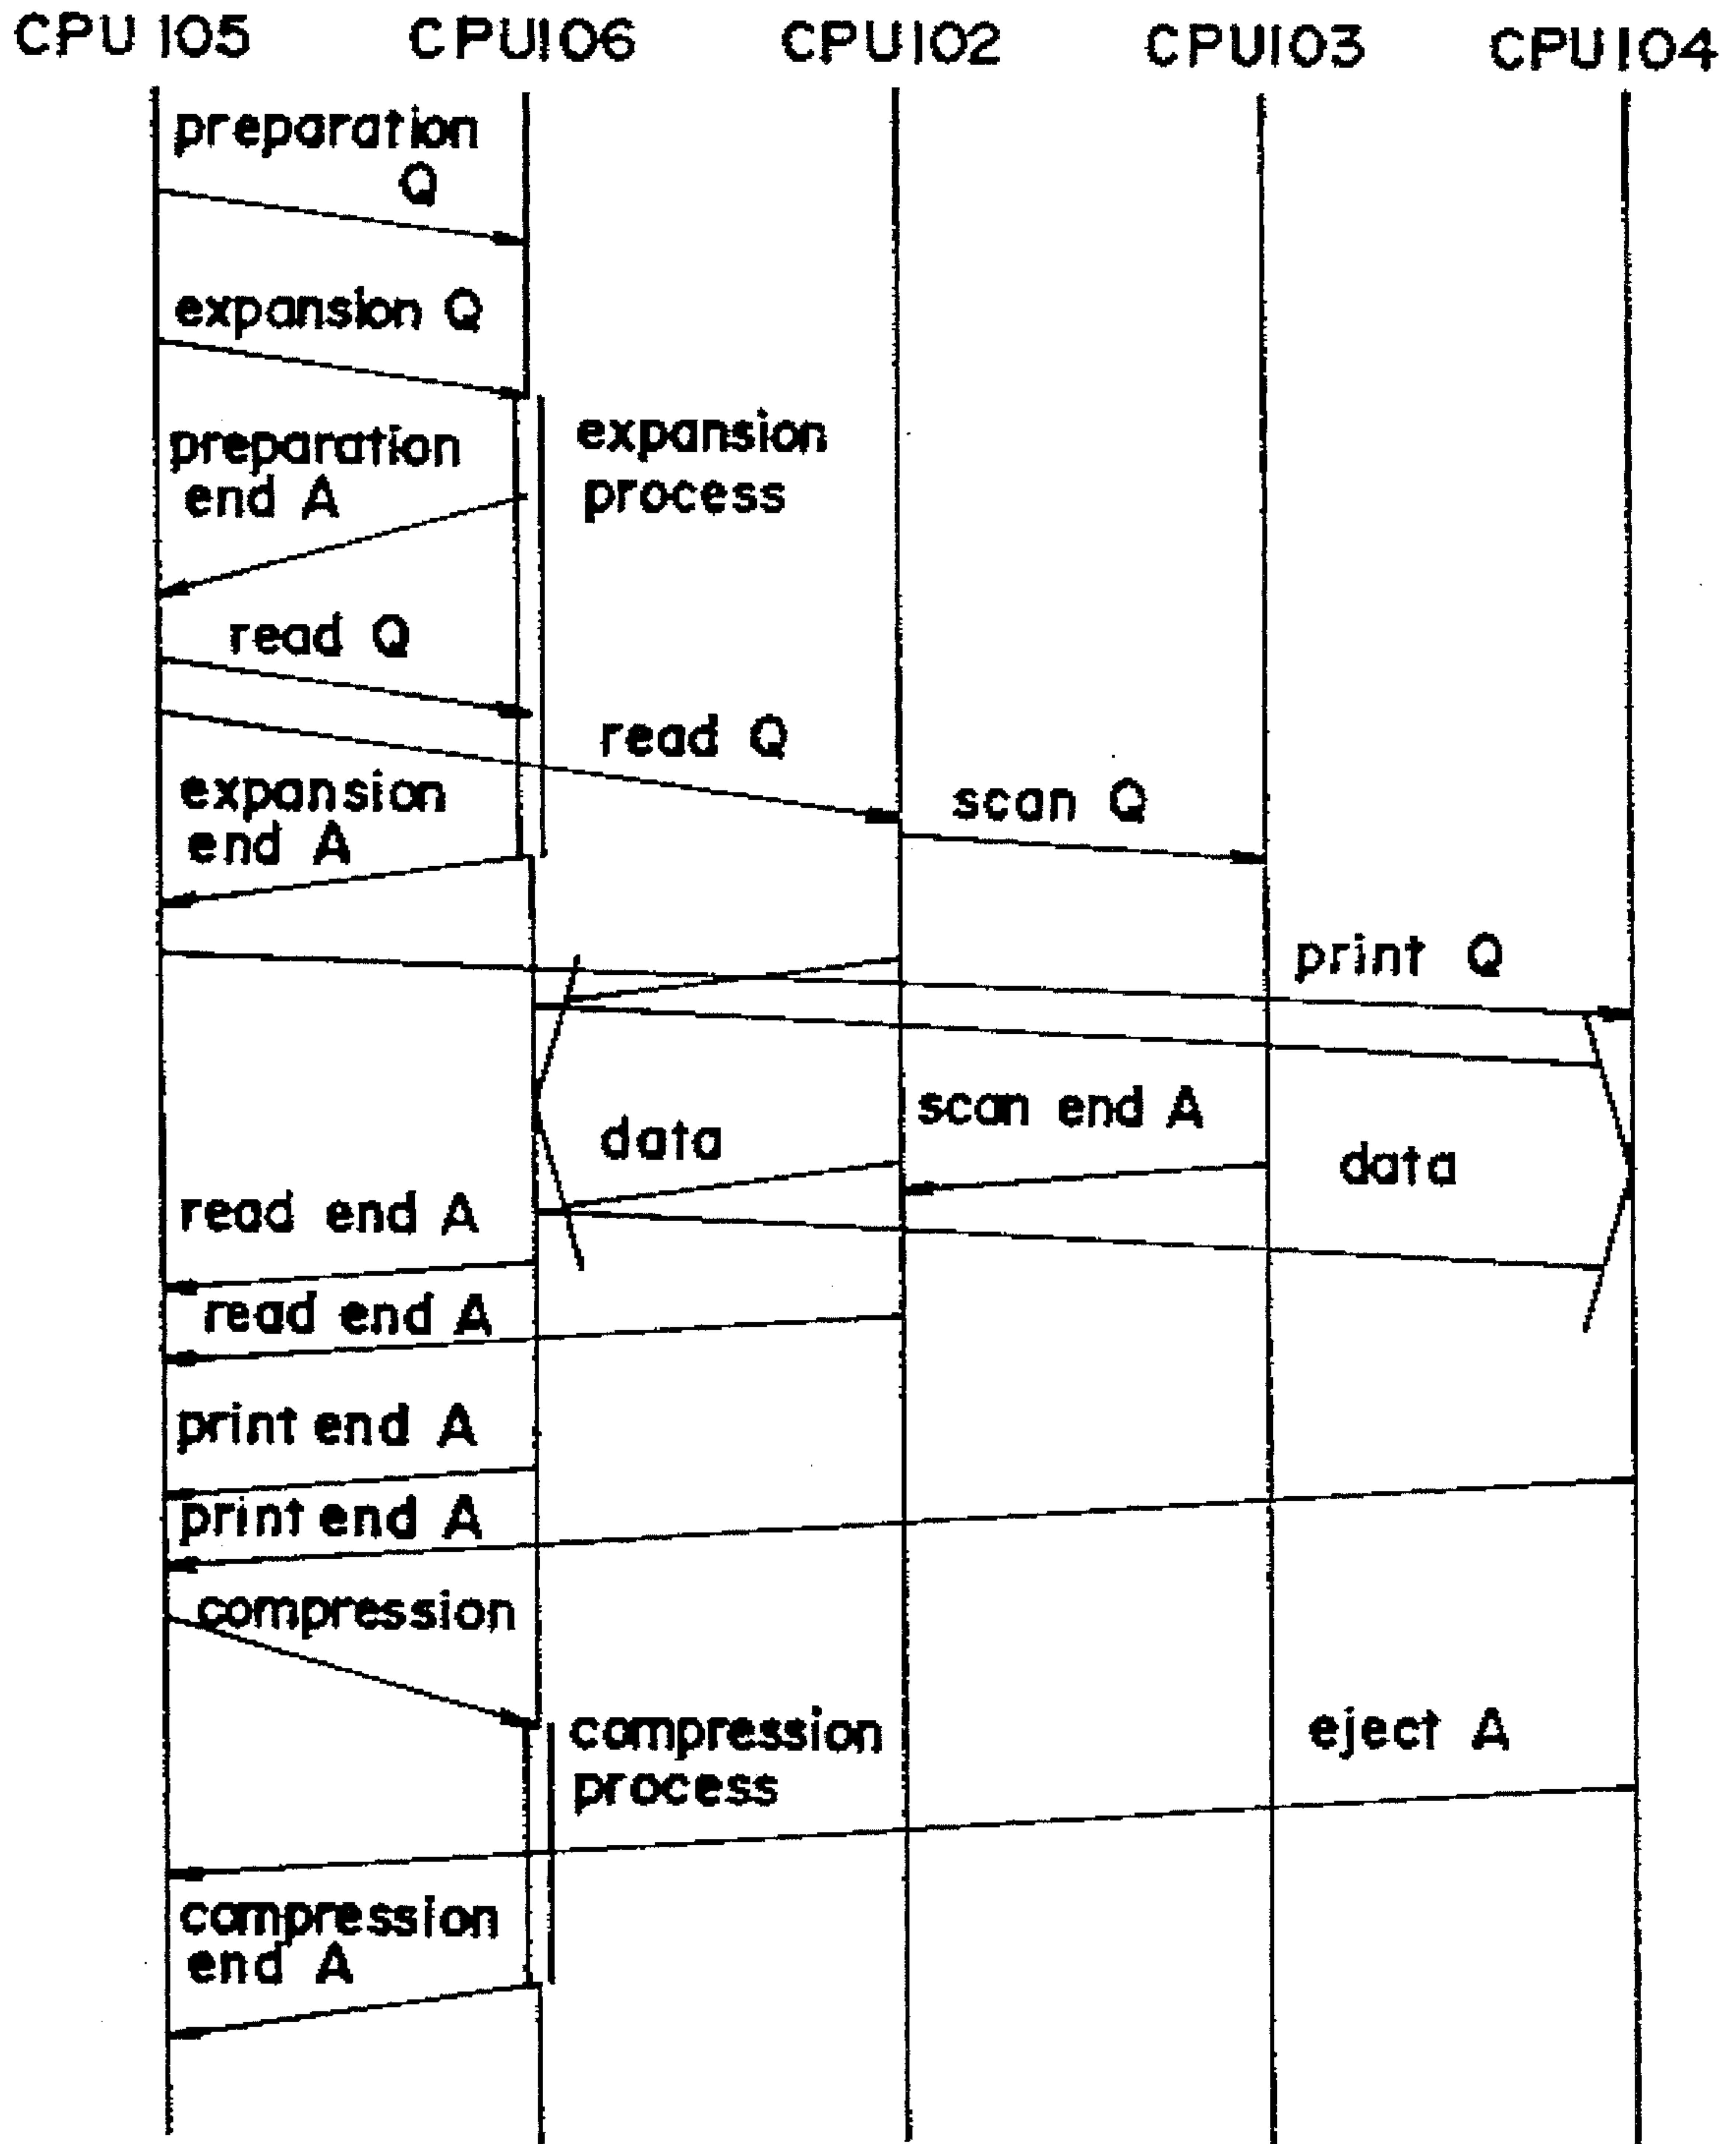 CPU 105 CPU106 CPU102 CPU103 CPU104
preparation
Q
expansion Q
expansion
process
preparation
end A
read Q
read Q
scan Q
expansion
end A
print Q
scan end A
data
data
read end A
read end A
print end A
print end A
compression
compression
process
eject A
compression
end A